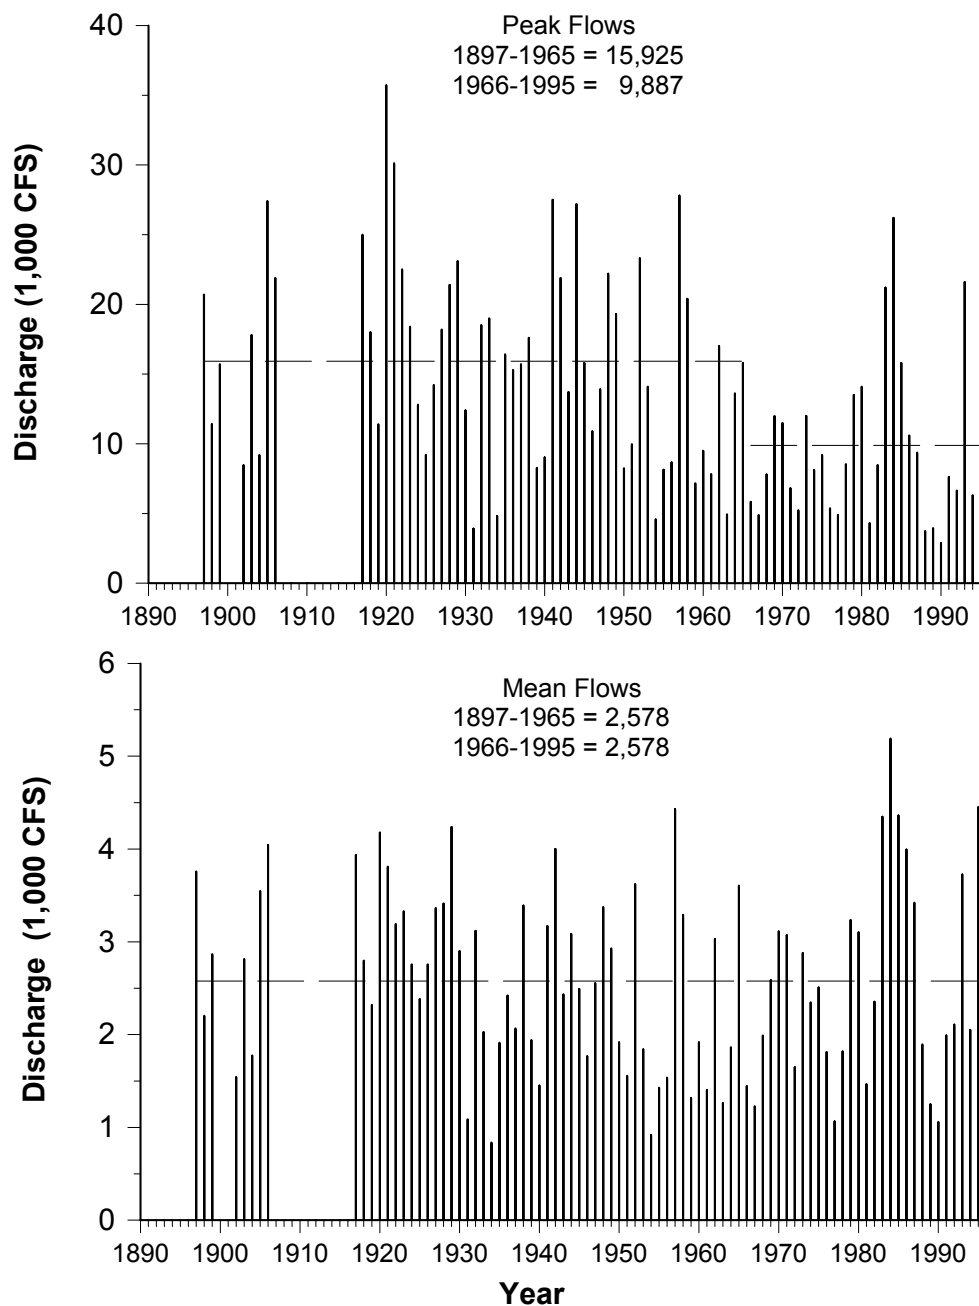 Peak Flows
1897-1965 = 15,925
1966-1995 = 9,887
Discharge (1,000 CFS)
40
30
20
10
0
1890 1900 1910 1920 1930 1940 1950 1960 1970 1980 1990
Mean Flows
1897-1965 = 2,578
1966-1995 = 2,578
Discharge (1,000 CFS)
6
5
4
3
2
1
0
1890 1900 1910 1920 1930 1940 1950 1960 1970 1980 1990
Year